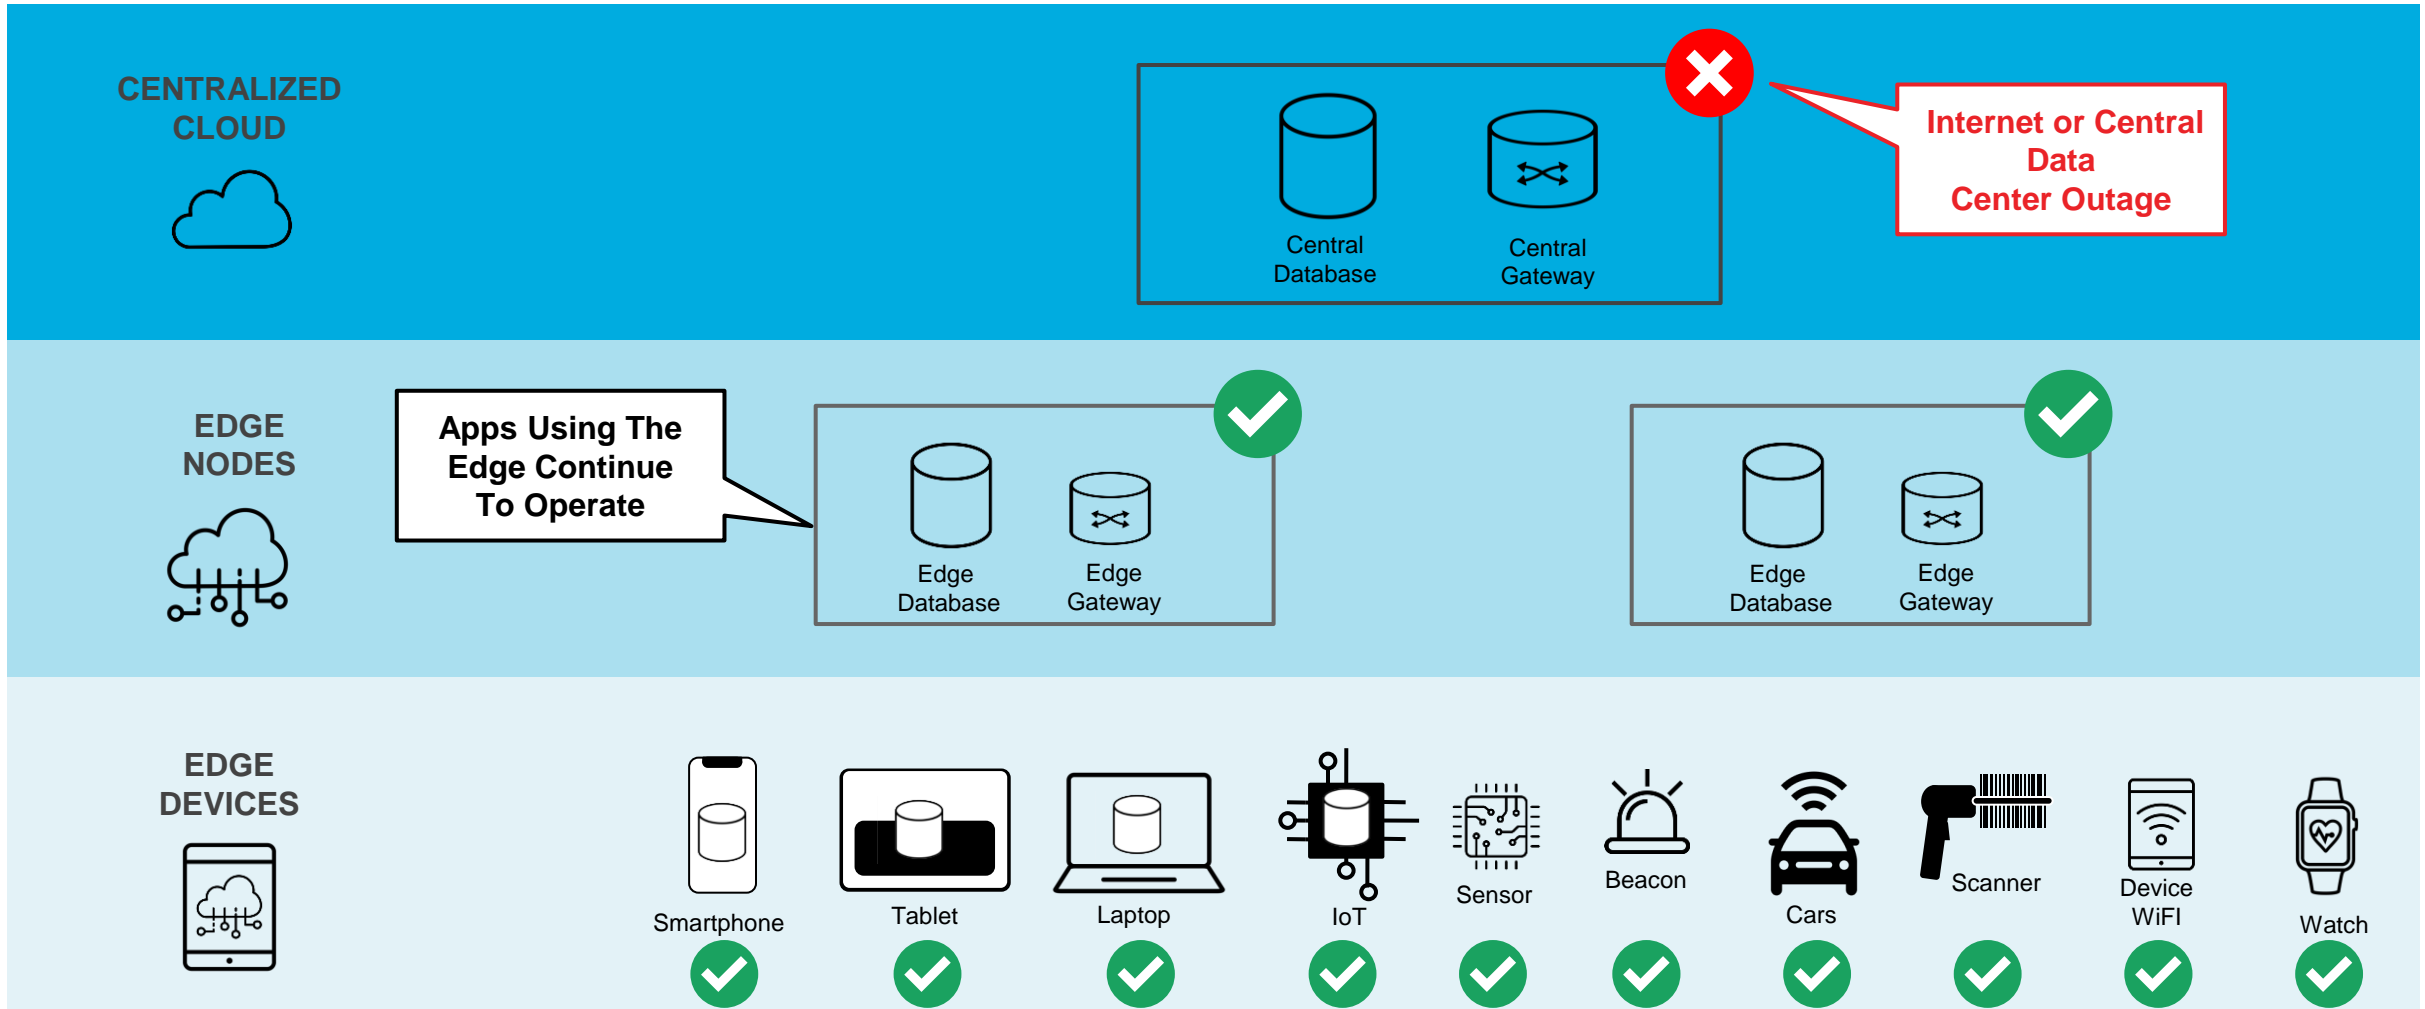 CENTRALIZED
CLOUD
Central
Database
Central
Gateway
Internet or Central
Data
Center Outage
EDGE
NODES
Apps Using The
Edge Continue
To Operate
Edge
Database
Edge
Gateway
Edge
Database
Edge
Gateway
EDGE
DEVICES
Smartphone
Tablet
Laptop
IoT
Sensor
Beacon
Cars
Scanner
Device
WiFI
Watch